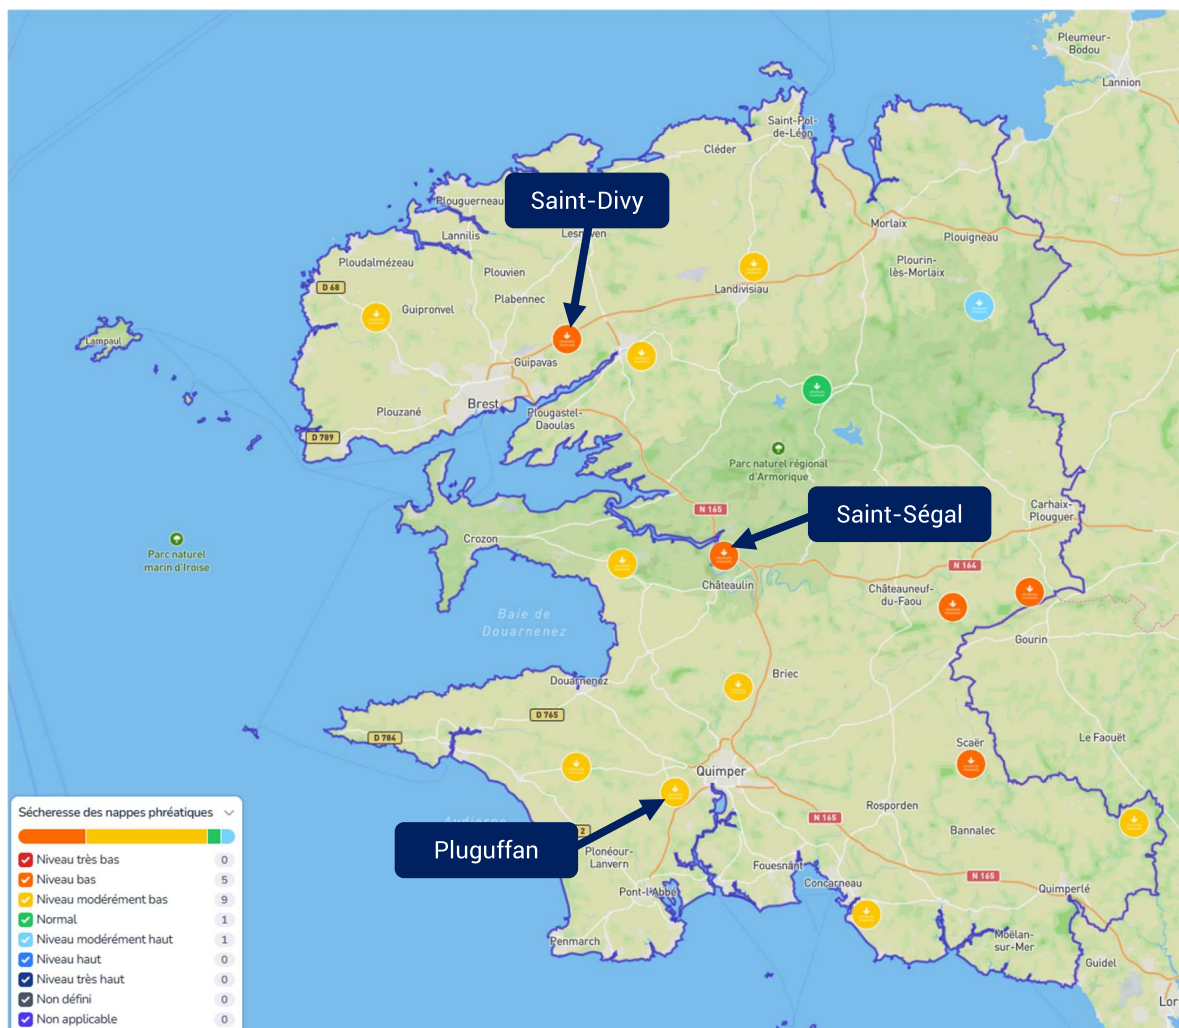 Pleumeur-
Bodou
Lannion
Saint-Pol-
de-Léon
Cléder
Saint-Divy
Plouguerneau
Lannilis
Morlaix
Plouigneau
Ploudalmézeau
Plouvien
Plourin-
lès-Morlaix
D 68
Plabennec
Landivisiau
Guipronvel
Lampaul
Guipavas
Brest
Plouzané
Plougastel-
Daoulas
D 789
Parc naturel régional
d'Armorique
N 165
Saint-Ségal
Carhaix-
Plouguer
Crozon
Parc naturel
marin d'Iroise
N 164
Châteaulin
Châteauneuf-
du-Faou
Baie de
Douarnenez
Gourin
Douarnenez
Briec
D 765
D 784
Scaër
Le Faouët
Quimper
Rosporden
N 165
Bannalec
Pluguffan
Plonéour-
Lanvern
Fouesnant
Concarneau
N 165
Quimperlé
Pont-l'Abbé
Penmarch
Moëlan-
sur-Mer
Guidel
Lor
Sécheresse des nappes phréatiques
Niveau très bas 0
Niveau bas 5
Niveau modérément bas 9
Normal 1
Niveau modérément haut 1
Niveau haut 0
Niveau très haut 0
Non défini 0
Non applicable 0